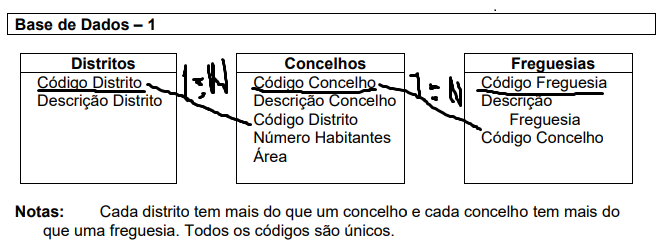 Base de Dados – 1
Distritos
Código Distrito
Descrição Distrito
1:N
Concelhos
Código Concelho
Descrição Concelho
Código Distrito
Número Habitantes
Área
1:N
Freguesias
Código Freguesia
Descrição
Freguesia
Código Concelho
Notas: Cada distrito tem mais do que um concelho e cada concelho tem mais do
que uma freguesia. Todos os códigos são únicos.